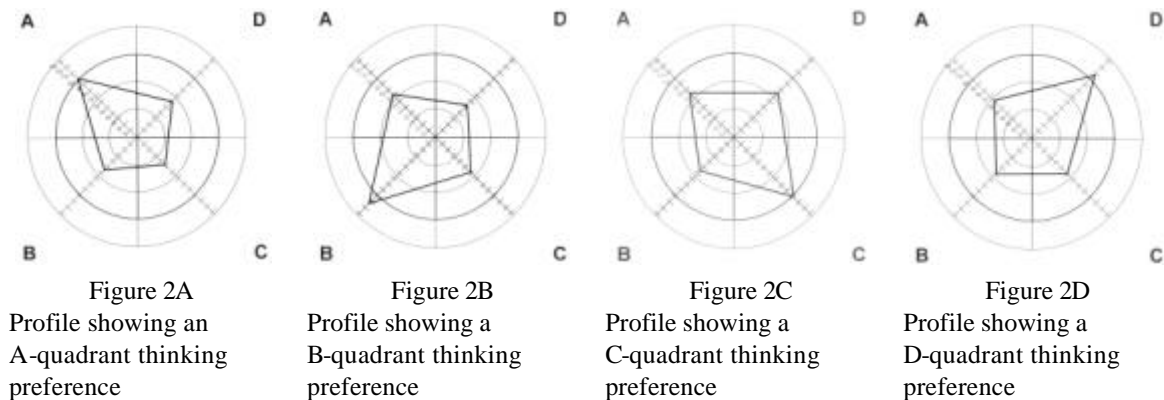 A D A D A D A D
B C B C B C B C
Figure 2A Figure 2B Figure 2C Figure 2D
Profile showing an Profile showing a Profile showing a Profile showing a
A-quadrant thinking B-quadrant thinking C-quadrant thinking D-quadrant thinking
preference preference preference preference